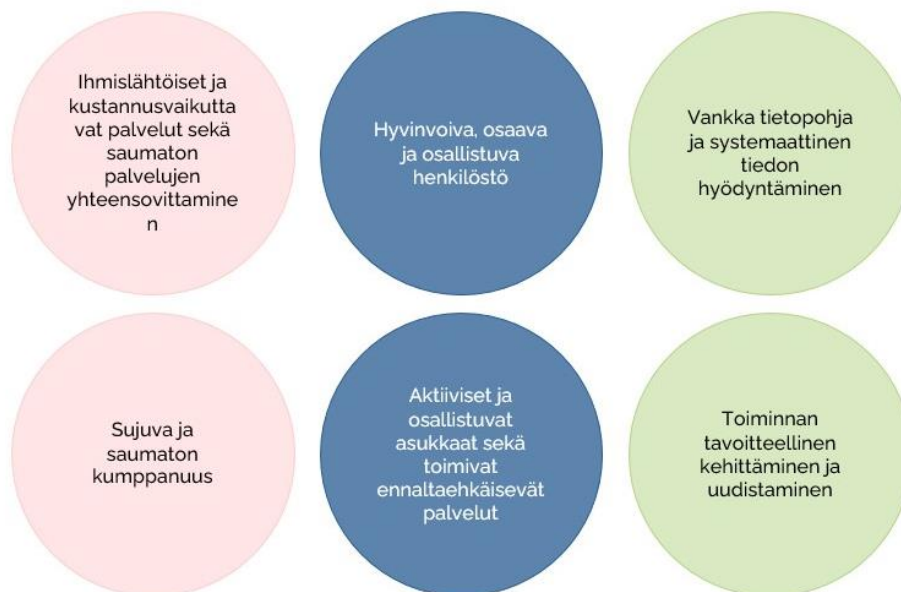 Ihmislähtöiset ja
kustannusvaikutta
vat palvelut sekä
saumaton
palvelujen
yhteensovittamine
n
Hyvinvoiva, osaava
ja osallistuva
henkilöstö
Vankka tietopohja
ja systemaattinen
tiedon
hyödyntäminen
Sujuva ja
saumaton
kumppanuus
Aktiiviset ja
osallistuvat
asukkaat sekä
toimivat
ennaltaehkäisevät
palvelut
Toiminnan
tavoitteellinen
kehittäminen ja
uudistaminen